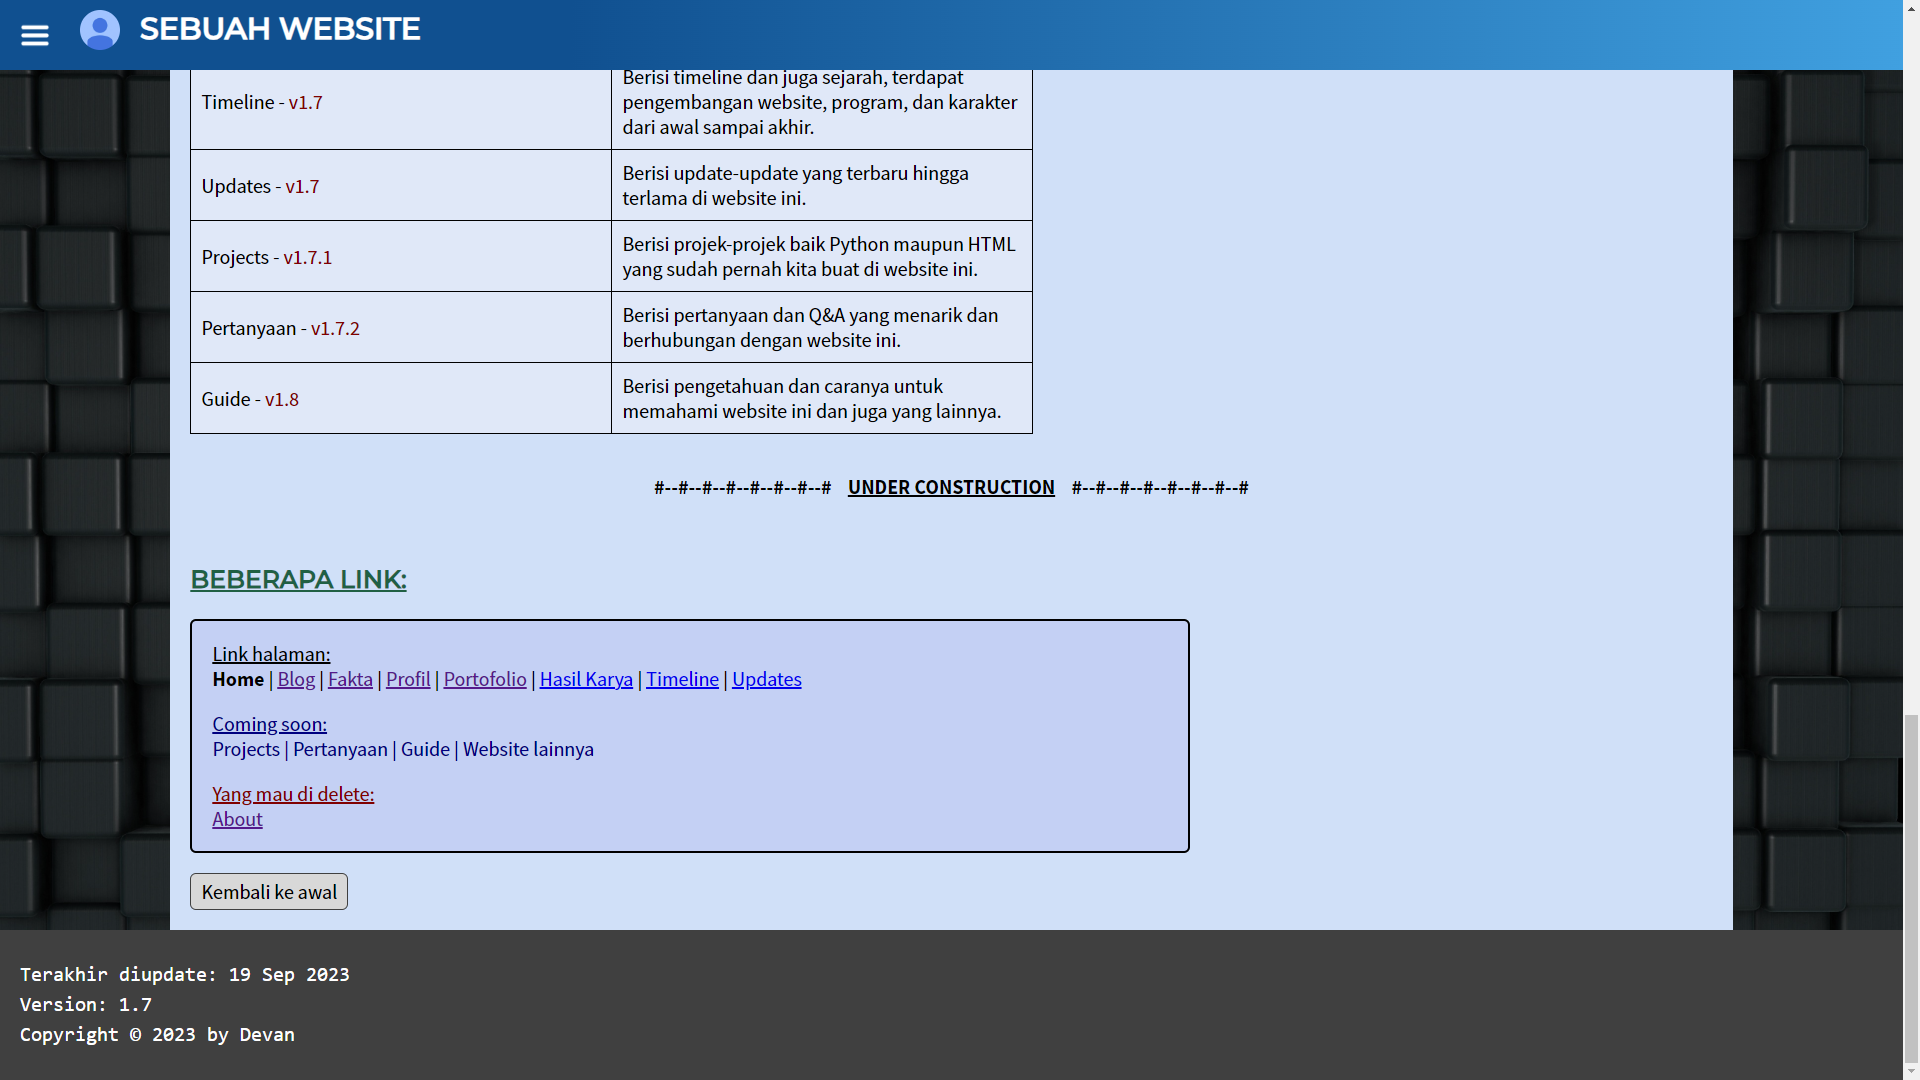 SEBUAH WEBSITE
Timeline - v1.7
Berisi timeline dan juga sejarah, terdapat
pengembangan website, program, dan karakter
dari awal sampai akhir.
Updates - v1.7
Berisi update-update yang terbaru hingga
terlama di website ini.
Projects - v1.7.1
Berisi projek-projek baik Python maupun HTML
yang sudah pernah kita buat di website ini.
Pertanyaan - v1.7.2
Berisi pertanyaan dan Q&A yang menarik dan
berhubungan dengan website ini.
Guide - v1.8
Berisi pengetahuan dan caranya untuk
memahami website ini dan juga yang lainnya.
#--#--#--#--#--#--#--# UNDER CONSTRUCTION #--#--#--#--#--#--#--#
BEBERAPA LINK:
Link halaman:
Home | Blog | Fakta | Profil | Portofolio | Hasil Karya | Timeline | Updates
Coming soon:
Projects | Pertanyaan | Guide | Website lainnya
Yang mau di delete:
About
Kembali ke awal
Terakhir diupdate: 19 Sep 2023
Version: 1.7
Copyright © 2023 by Devan